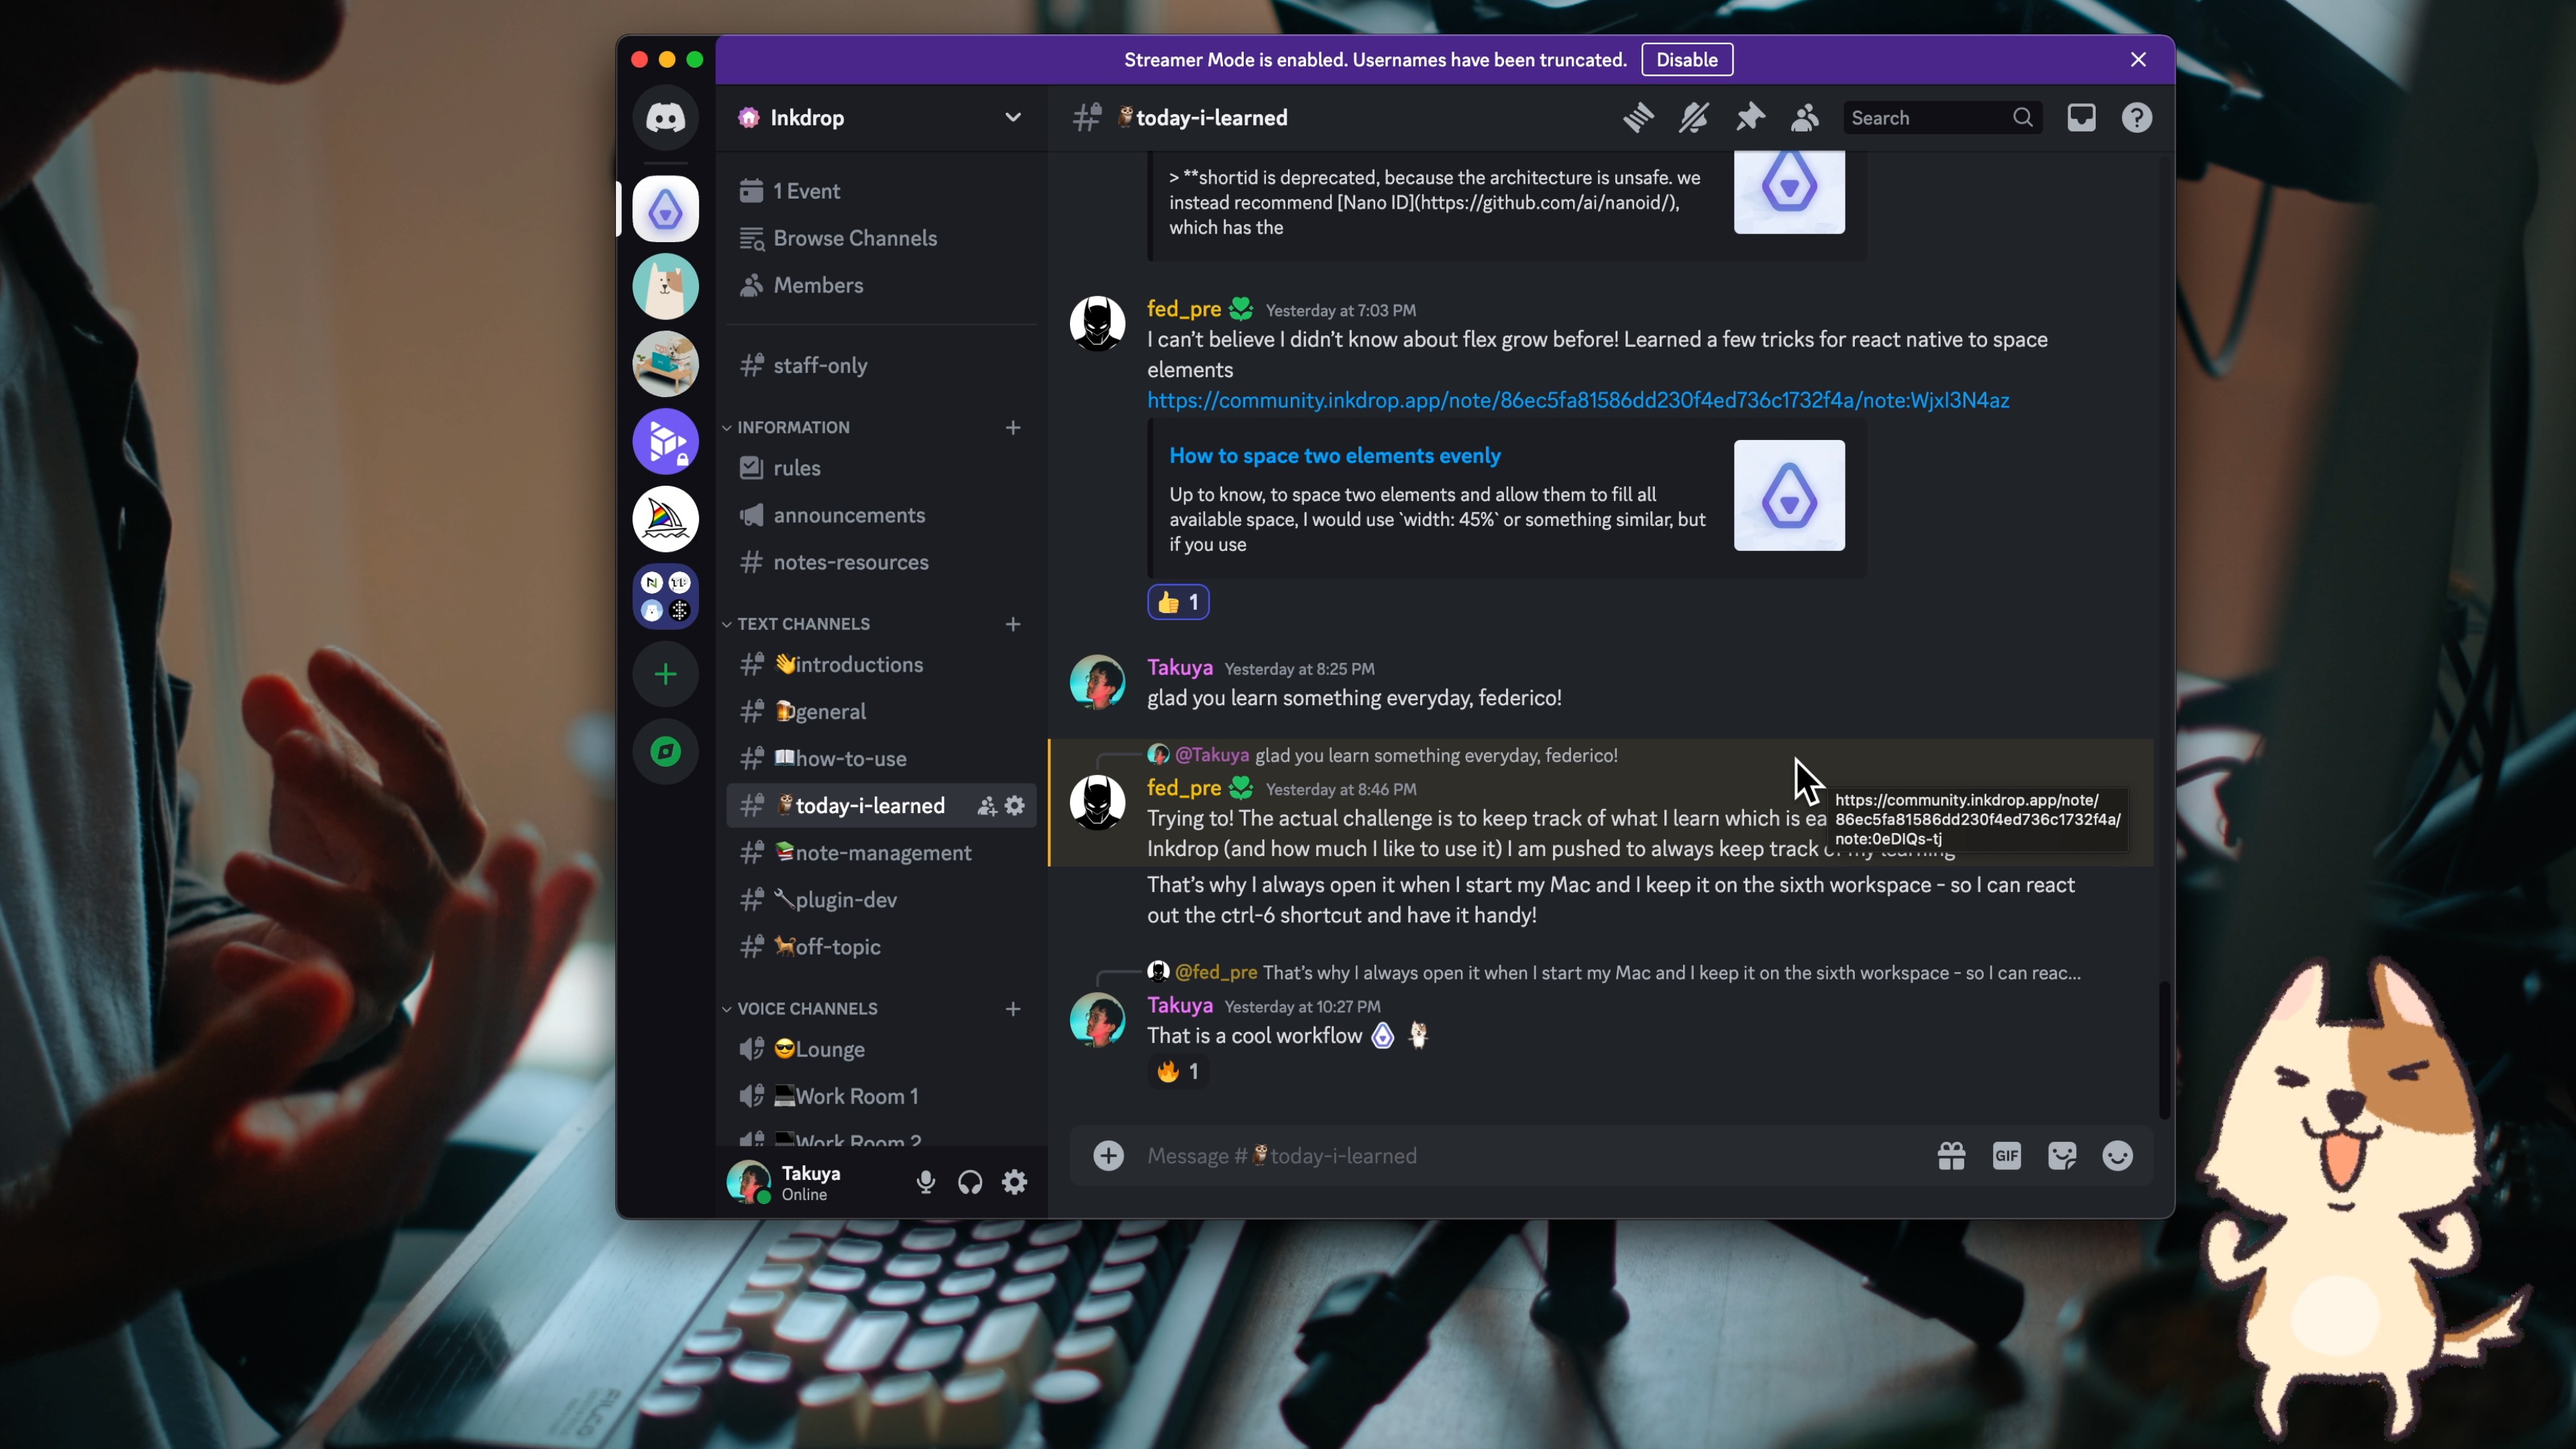 Streamer Mode is enabled. Usernames have been truncated.
Disable
Inkdrop
1 Event
Browse Channels
Members
staff-only
INFORMATION
rules
announcements
notes-resources
TEXT CHANNELS
👋introductions
🍺general
📖how-to-use
🦉today-i-learned
📚note-management
🔧plugin-dev
🐕off-topic
VOICE CHANNELS
😎Lounge
💻Work Room 1
💻Work Room 2
Takuya
Online
🦉today-i-learned
Search
> **shortid is deprecated, because the architecture is unsafe. we
instead recommend [Nano ID](https://github.com/ai/nanoid/),
which has the
fed_pre Yesterday at 7:03 PM
I can’t believe I didn’t know about flex grow before! Learned a few tricks for react native to space
elements
https://community.inkdrop.app/note/86ec5fa81586dd230f4ed736c1732f4a/note:WjxI3N4az
How to space two elements evenly
Up to know, to space two elements and allow them to fill all
available space, I would use `width: 45%` or something similar, but
if you use
👍 1
Takuya Yesterday at 8:25 PM
glad you learn something everyday, federico!
@Takuya glad you learn something everyday, federico!
fed_pre Yesterday at 8:46 PM
Trying to! The actual challenge is to keep track of what I learn which is ea
Inkdrop (and how much I like to use it) I am pushed to always keep track of my learning
https://community.inkdrop.app/note/
86ec5fa81586dd230f4ed736c1732f4a/
note:0eDlQs-tj
That’s why I always open it when I start my Mac and I keep it on the sixth workspace - so I can react
out the ctrl-6 shortcut and have it handy!
@fed_pre That’s why I always open it when I start my Mac and I keep it on the sixth workspace - so I can reac...
Takuya Yesterday at 10:27 PM
That is a cool workflow
🔥 1
Message #🦉today-i-learned
GIF